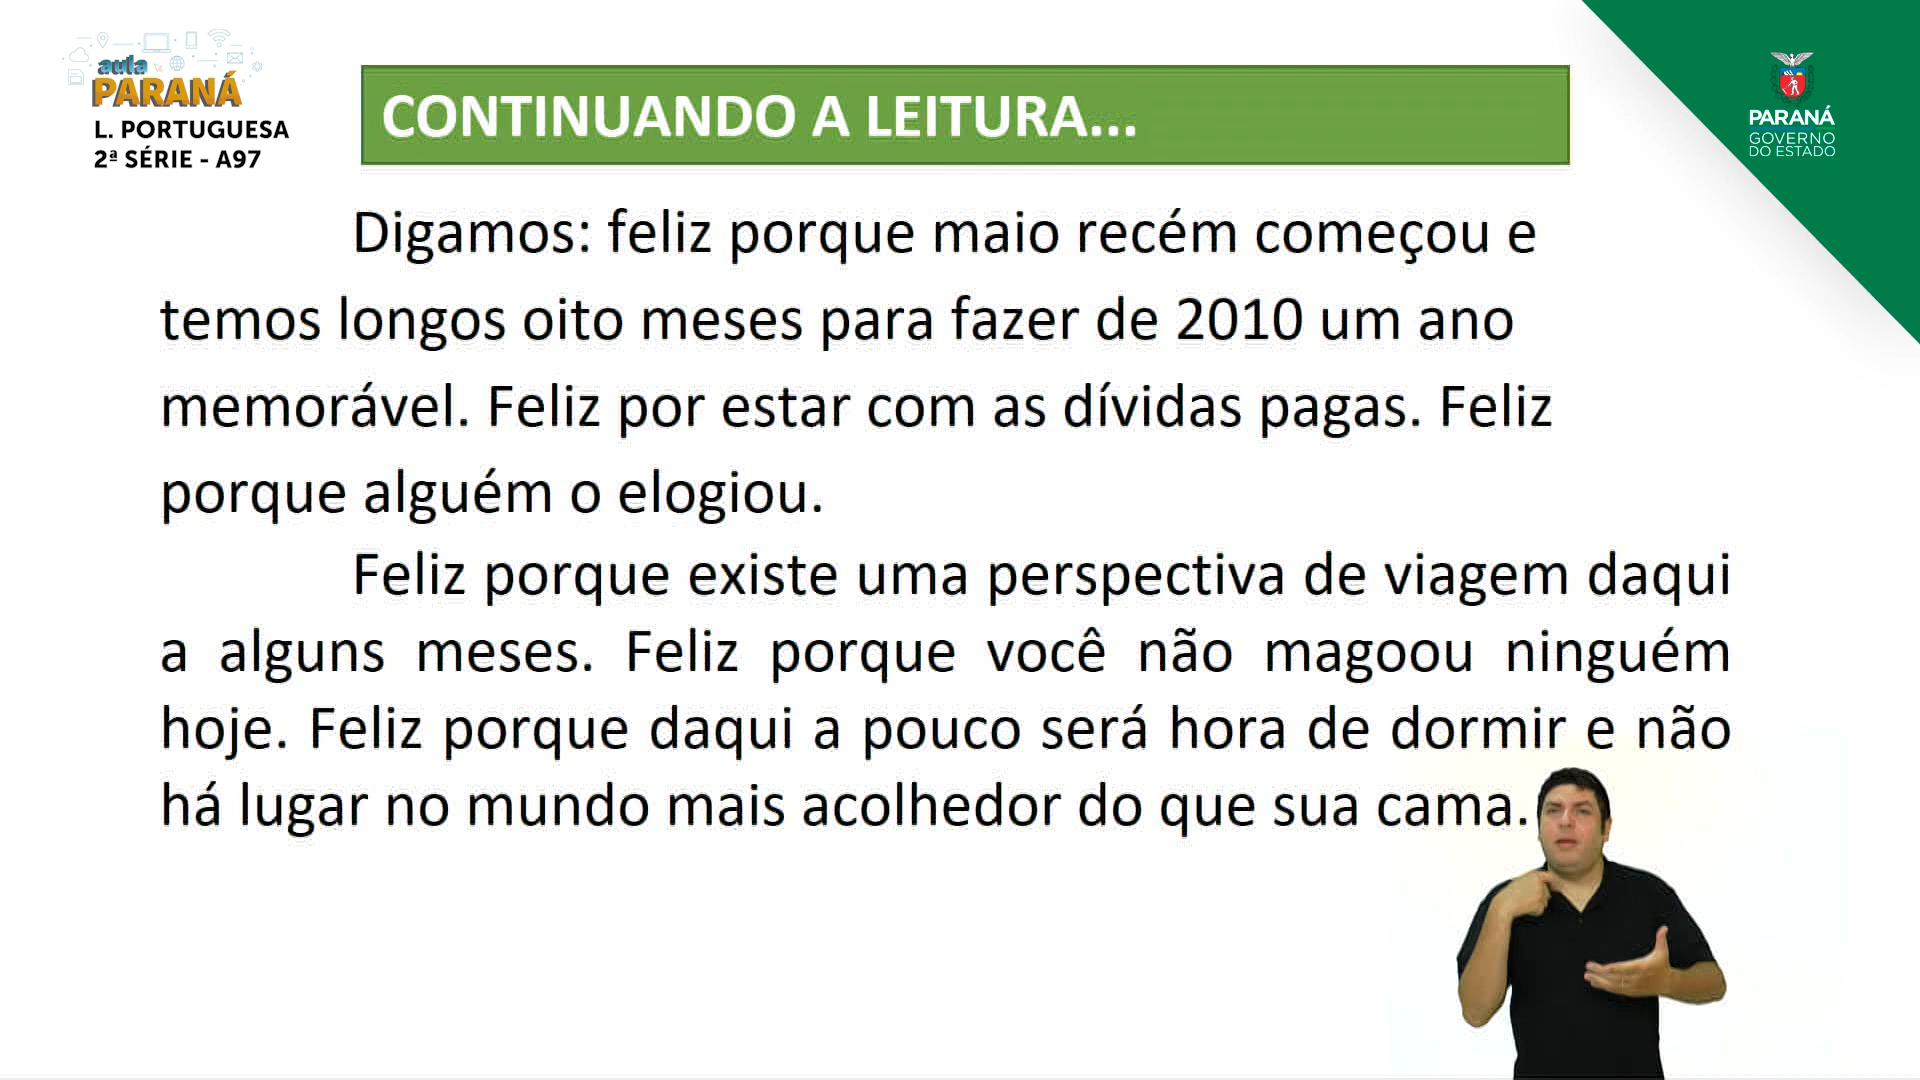 aula
PARANÁ
L. PORTUGUESA
2ª SÉRIE - A97
CONTINUANDO A LEITURA...
PARANÁ
GOVERNO
DO ESTADO
Digamos: feliz porque maio recém começou e
temos longos oito meses para fazer de 2010 um ano
memorável. Feliz por estar com as dívidas pagas. Feliz
porque alguém o elogiou.
Feliz porque existe uma perspectiva de viagem daqui
a alguns meses. Feliz porque você não magoou ninguém
hoje. Feliz porque daqui a pouco será hora de dormir e não
há lugar no mundo mais acolhedor do que sua cama.